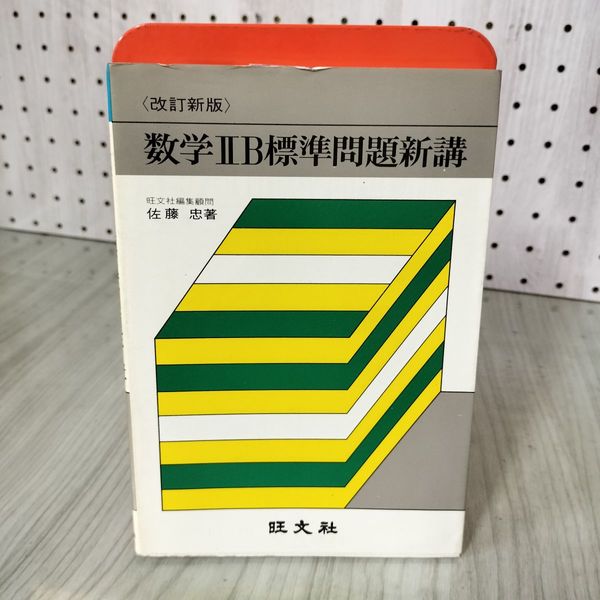 〈改訂新版〉
数学ⅡB標準問題新講
旺文社編集顧問
佐藤 忠著
旺文社